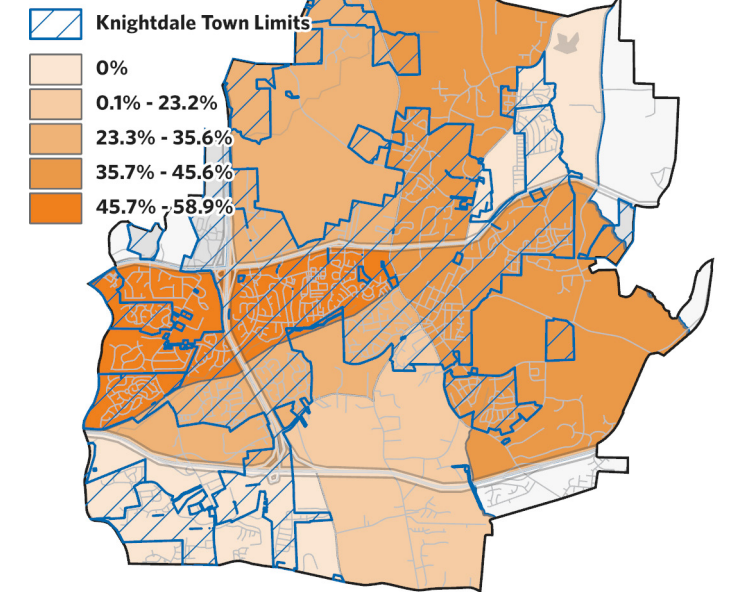 Knightdale Town Limits
0%
0.1% - 23.2%
23.3% - 35.6%
35.7% - 45.6%
45.7% - 58.9%